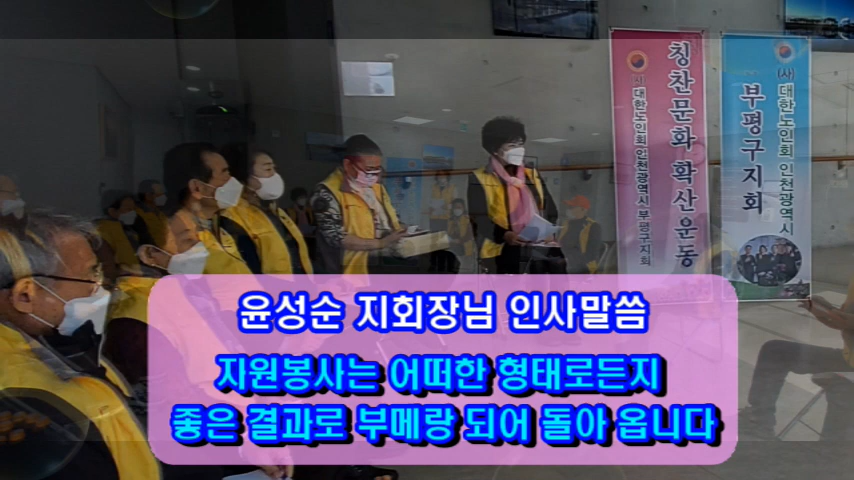 칭찬문화 확산운동
사) 대한노인회 인천광역시 부평구지회
(사) 대한노인회 인천광역시
부평구지회
윤성순 지회장님 인사말씀
자원봉사는 어떠한 형태로든지
좋은 결과로 부메랑 되어 돌아 옵니다